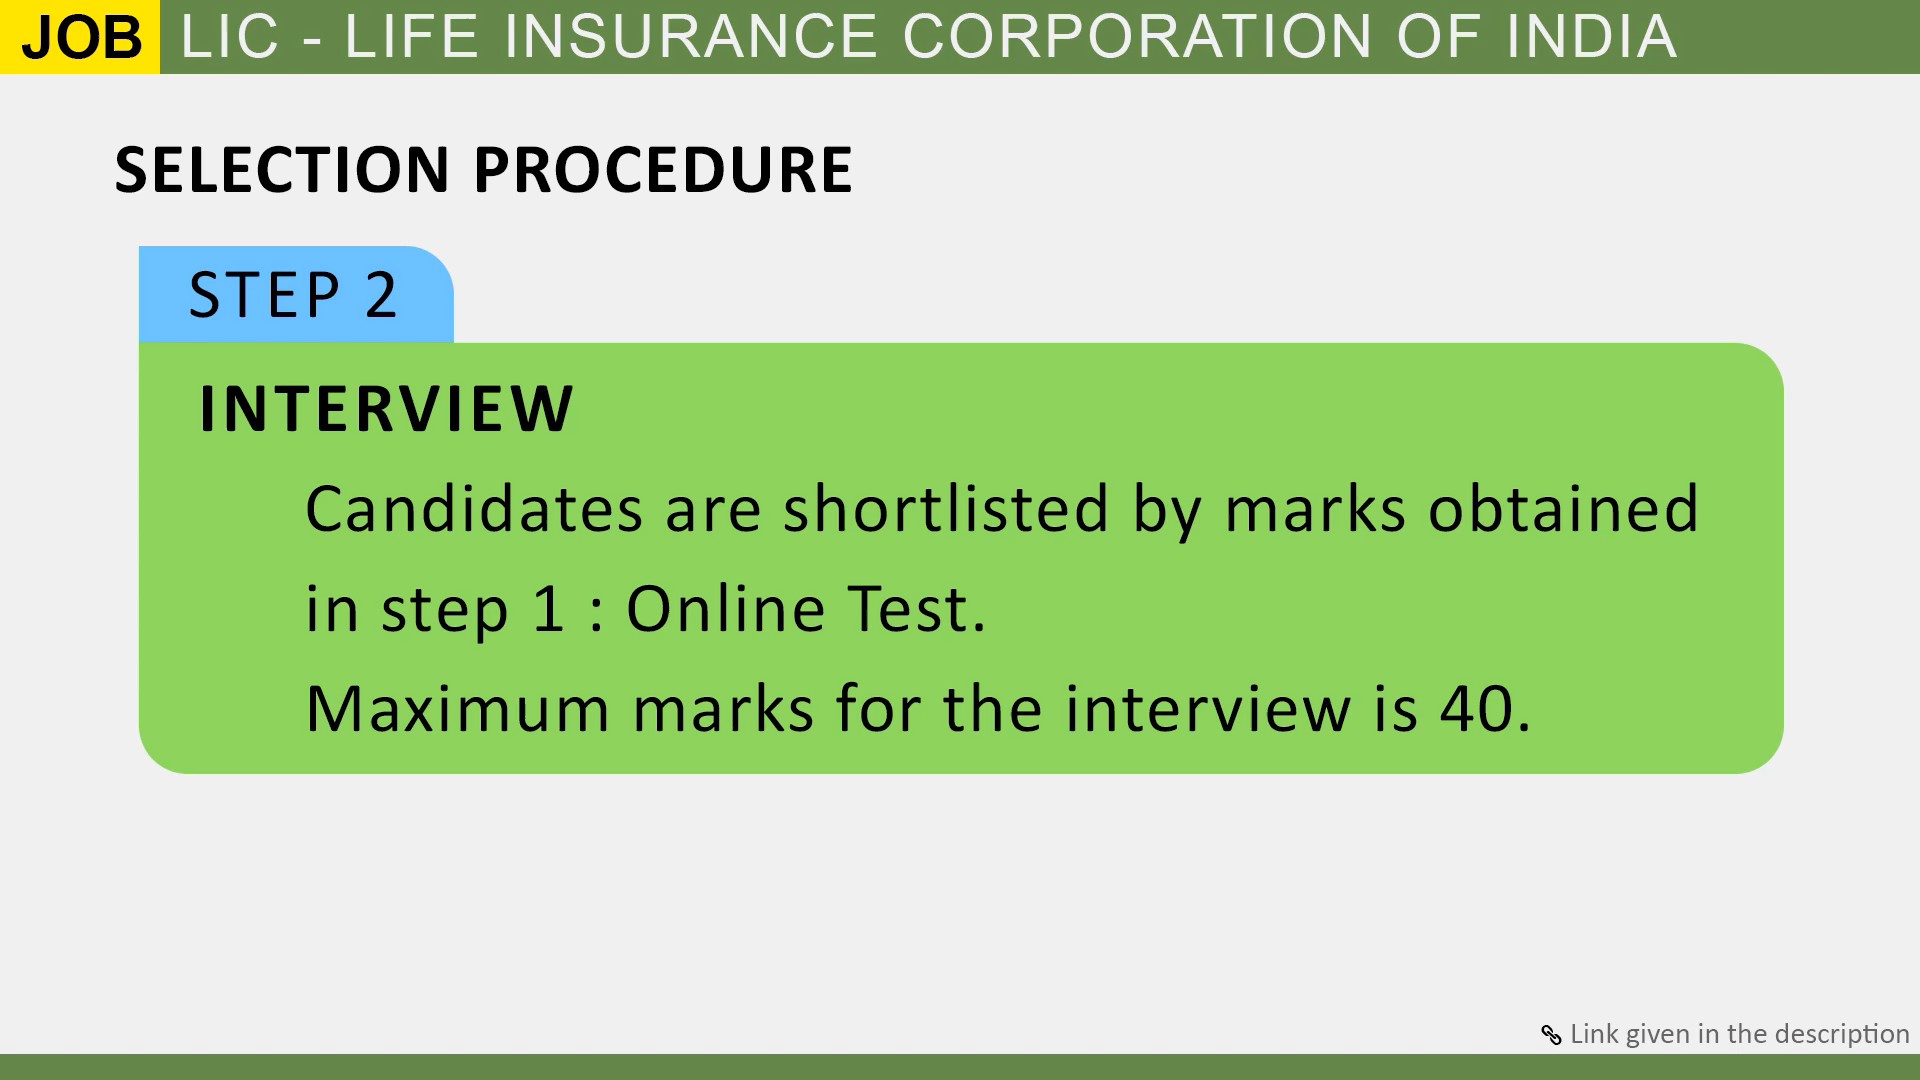 JOB LIC - LIFE INSURANCE CORPORATION OF INDIA
SELECTION PROCEDURE
STEP 2
INTERVIEW
Candidates are shortlisted by marks obtained
in step 1 : Online Test.
Maximum marks for the interview is 40.
Link given in the description